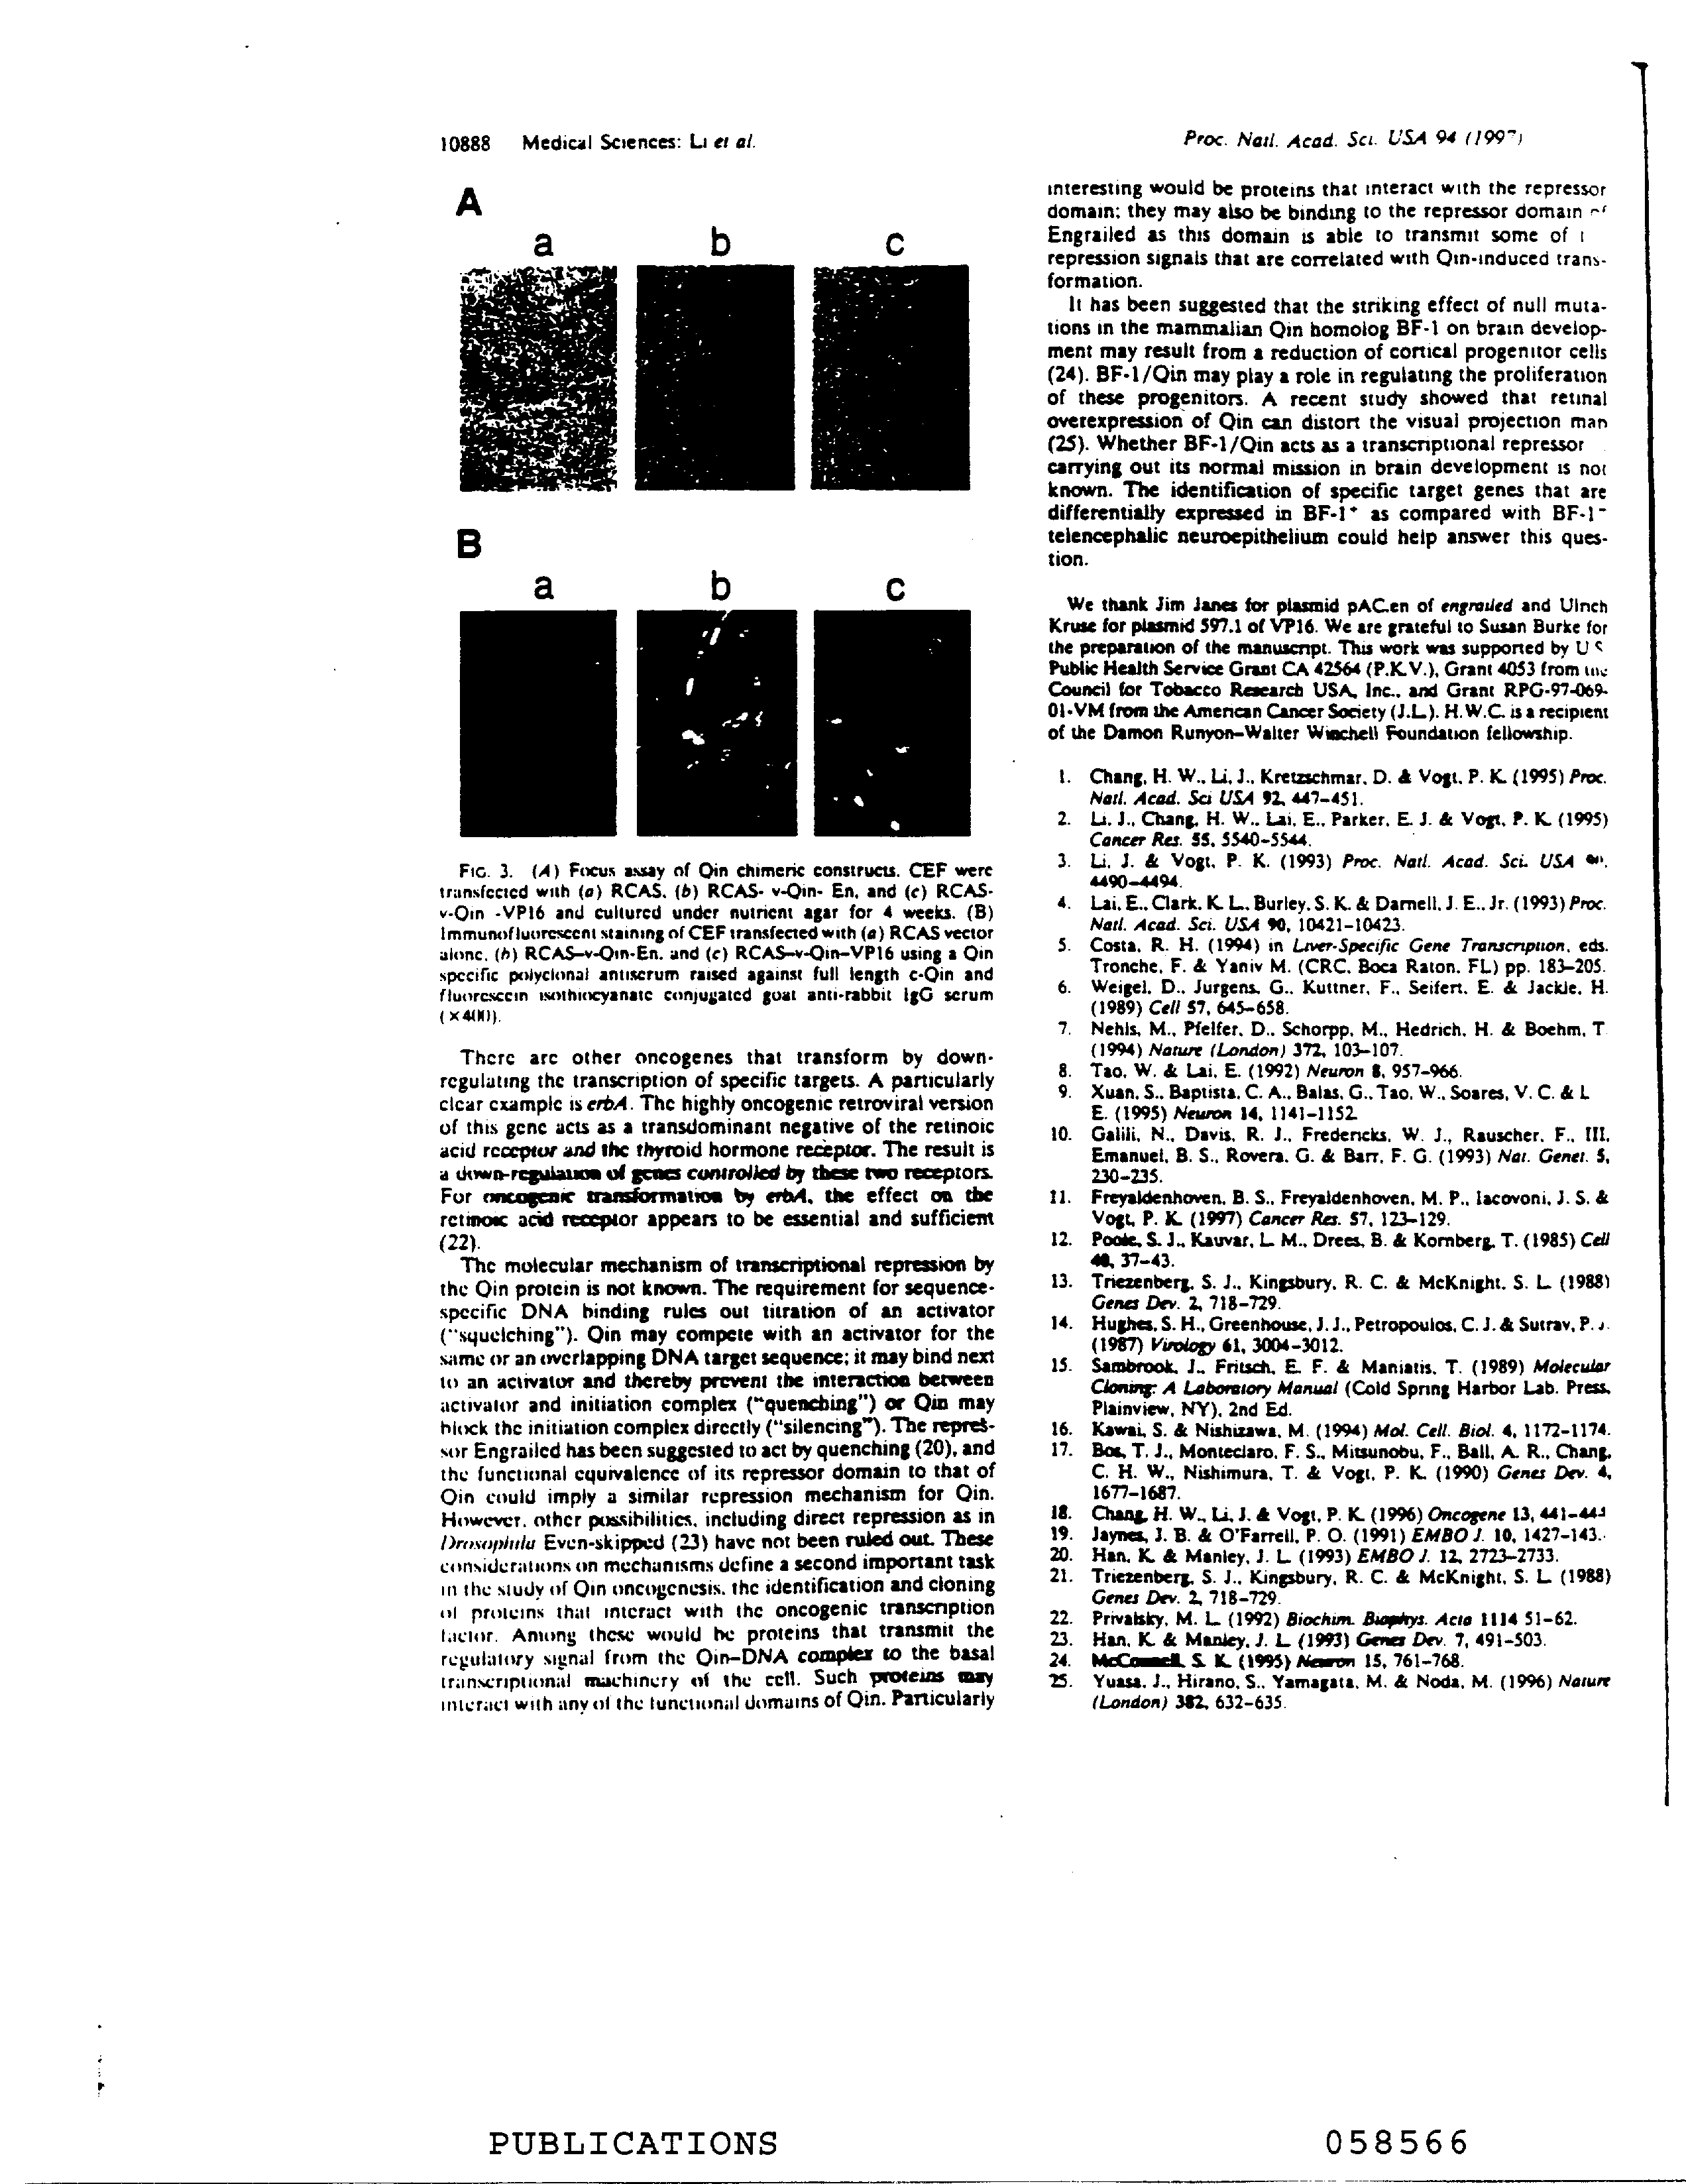 10888 Medical Sciences: Li et al.
Proc. Natl. Acad. Sci. USA 94 (1997)
A
a b c
B
a b c
FIG. 3. (A) Focus assay of Qin chimeric constructs. CEF were
transfected with (a) RCAS, (b) RCAS- v-Qin- En, and (c) RCAS-
v-Qin -VP16 and cultured under nutrient agar for 4 weeks. (B)
Immunofluorescent staining of CEF transfected with (a) RCAS vector
alone, (b) RCAS–v-Qin-En, and (c) RCAS–v-Qin–VP16 using a Qin
specific polyclonal antiserum raised against full length c-Qin and
fluorescein isothiocyanate conjugated goat anti-rabbit IgG serum
(×400).
There are other oncogenes that transform by down-
regulating the transcription of specific targets. A particularly
clear example is erbA. The highly oncogenic retroviral version
of this gene acts as a transdominant negative of the retinoic
acid receptor and the thyroid hormone receptor. The result is
a down-regulation of genes controlled by these two receptors.
For oncogenic transformation by erbA, the effect on the
retinoic acid receptor appears to be essential and sufficient
(22).
The molecular mechanism of transcriptional repression by
the Qin protein is not known. The requirement for sequence-
specific DNA binding rules out titration of an activator
("squelching"). Qin may compete with an activator for the
same or an overlapping DNA target sequence; it may bind next
to an activator and thereby prevent the interaction between
activator and initiation complex ("quenching") or Qin may
block the initiation complex directly ("silencing"). The repres-
sor Engrailed has been suggested to act by quenching (20), and
the functional equivalence of its repressor domain to that of
Qin could imply a similar repression mechanism for Qin.
However, other possibilities, including direct repression as in
Drosophila Even-skipped (23) have not been ruled out. These
considerations on mechanisms define a second important task
in the study of Qin oncogenesis, the identification and cloning
of proteins that interact with the oncogenic transcription
factor. Among these would be proteins that transmit the
regulatory signal from the Qin–DNA complex to the basal
transcriptional machinery of the cell. Such proteins may
interact with any of the functional domains of Qin. Particularly
interesting would be proteins that interact with the repressor
domain; they may also be binding to the repressor domain of
Engrailed as this domain is able to transmit some of
repression signals that are correlated with Qin-induced trans-
formation.
It has been suggested that the striking effect of null muta-
tions in the mammalian Qin homolog BF-1 on brain develop-
ment may result from a reduction of cortical progenitor cells
(24). BF-1/Qin may play a role in regulating the proliferation
of these progenitors. A recent study showed that retinal
overexpression of Qin can distort the visual projection map
(25). Whether BF-1/Qin acts as a transcriptional repressor
carrying out its normal mission in brain development is not
known. The identification of specific target genes that are
differentially expressed in BF-1⁺ as compared with BF-1⁻
telencephalic neuroepithelium could help answer this ques-
tion.
We thank Jim Janes for plasmid pAC.en of engrailed and Ulrich
Kruse for plasmid 597.1 of VP16. We are grateful to Susan Burke for
the preparation of the manuscript. This work was supported by U.S.
Public Health Service Grant CA 42564 (P.K.V.), Grant 4053 from the
Council for Tobacco Research USA, Inc., and Grant RPG-97-069-
01-VM from the American Cancer Society (J.L.). H.W.C. is a recipient
of the Damon Runyon–Walter Winchell Foundation fellowship.
1. Chang, H. W., Li, J., Kretzschmar, D. & Vogt, P. K. (1995) Proc.
Natl. Acad. Sci USA 92, 447–451.
2. Li, J., Chang, H. W., Lai, E., Parker, E. J. & Vogt, P. K. (1995)
Cancer Res. 55, 5540–5544.
3. Li, J. & Vogt, P. K. (1993) Proc. Natl. Acad. Sci. USA
4490–4494.
4. Lai, E., Clark, K. L., Burley, S. K. & Darnell, J. E., Jr. (1993) Proc.
Natl. Acad. Sci. USA 90, 10421–10423.
5. Costa, R. H. (1994) in Liver-Specific Gene Transcription, eds.
Tronche, F. & Yaniv M. (CRC, Boca Raton, FL) pp. 183–205.
6. Weigel, D., Jurgens, G., Kuttner, F., Seifert, E. & Jackle, H.
(1989) Cell 57, 645–658.
7. Nehls, M., Pfeifer, D., Schorpp, M., Hedrich, H. & Boehm, T.
(1994) Nature (London) 372, 103–107.
8. Tao, W. & Lai, E. (1992) Neuron 8, 957–966.
9. Xuan, S., Baptista, C. A., Balas, G., Tao, W., Soares, V. C. & L
E. (1995) Neuron 14, 1141–1152.
10. Galili, N., Davis, R. J., Fredericks, W. J., Rauscher, F., III,
Emanuel, B. S., Rovera, G. & Barr, F. G. (1993) Nat. Genet. 5,
230–235.
11. Freyaldenhoven, B. S., Freyaldenhoven, M. P., Iacovoni, J. S. &
Vogt, P. K. (1997) Cancer Res. 57, 123–129.
12. Poole, S. J., Kauvar, L. M., Drees, B. & Kornberg, T. (1985) Cell
40, 37–43.
13. Triezenberg, S. J., Kingsbury, R. C. & McKnight, S. L. (1988)
Genes Dev. 2, 718–729.
14. Hughes, S. H., Greenhouse, J. J., Petropoulos, C. J. & Sutrav, P. J.
(1987) Virology 61, 3004–3012.
15. Sambrook, J., Fritsch, E. F. & Maniatis, T. (1989) Molecular
Cloning: A Laboratory Manual (Cold Spring Harbor Lab. Press,
Plainview, NY), 2nd Ed.
16. Kawai, S. & Nishizawa, M. (1994) Mol. Cell. Biol. 4, 1172–1174.
17. Bos, T. J., Monteclaro, F. S., Mitsunobu, F., Ball, A. R., Chang,
C. H. W., Nishimura, T. & Vogt, P. K. (1990) Genes Dev. 4,
1677–1687.
18. Chang, H. W., Li, J. & Vogt, P. K. (1996) Oncogene 13,
19. Jaynes, J. B. & O'Farrell, P. O. (1991) EMBO J. 10,
20. Han, K. & Manley, J. L. (1993) EMBO J. 12, 2723–2733.
21. Triezenberg, S. J., Kingsbury, R. C. & McKnight, S. L. (1988)
Genes Dev. 2, 718–729.
22. Privalsky, M. L. (1992) Biochim. Biophys. Acta 1114 51–62.
23. Han, K. & Manley, J. L. (1993) Genes Dev. 7, 491–503.
24. McConnell, S. K. (1995) Neuron 15, 761–768.
25. Yuasa, J., Hirano, S., Yamagata, M. & Noda, M. (1996) Nature
(London) 382, 632–635.
PUBLICATIONS
058566